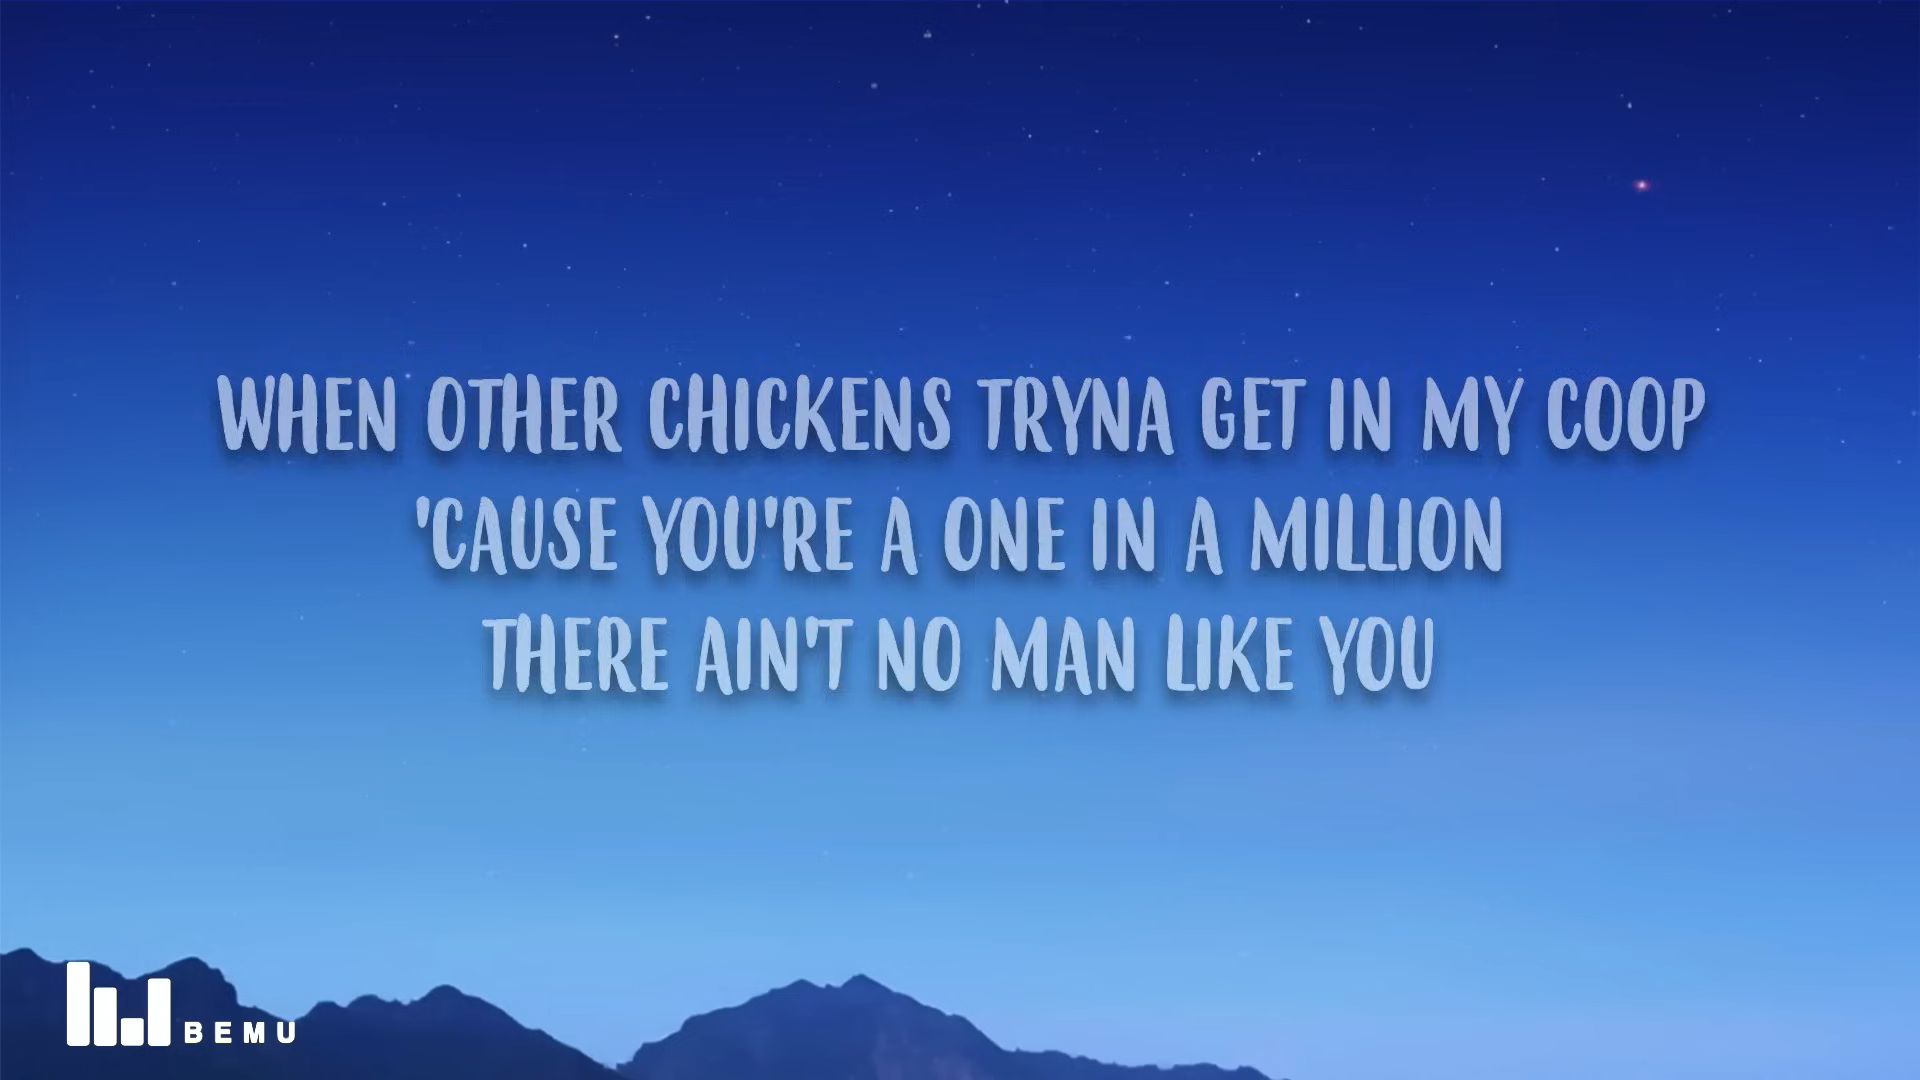 WHEN OTHER CHICKENS TRYNA GET IN MY COOP
'CAUSE YOU'RE A ONE IN A MILLION
THERE AIN'T NO MAN LIKE YOU
BEMU